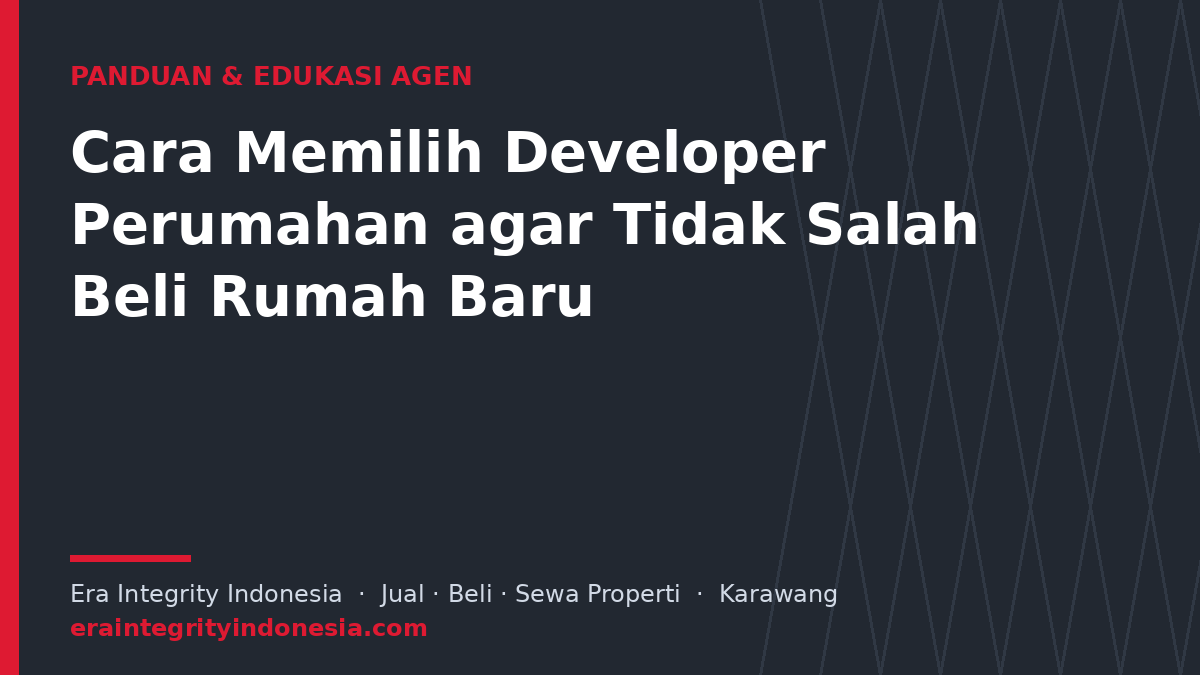 PANDUAN & EDUKASI AGEN
Cara Memilih Developer
Perumahan agar Tidak Salah
Beli Rumah Baru
Era Integrity Indonesia · Jual · Beli · Sewa Properti · Karawang
eraintegrityindonesia.com